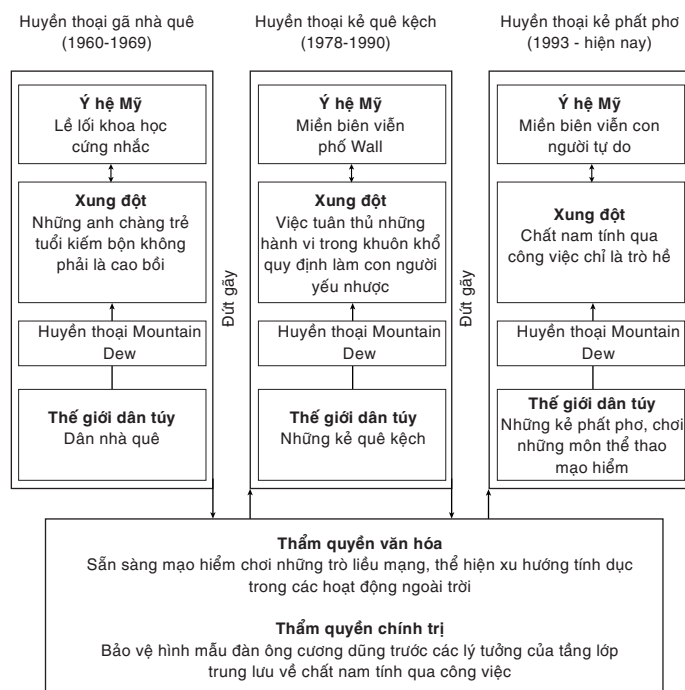 Huyền thoại gã nhà quê
(1960-1969)
Ý hệ Mỹ
Lề lối khoa học
cứng nhắc
Xung đột
Những anh chàng trẻ
tuổi kiếm bộn không
phải là cao bồi
Huyền thoại Mountain
Dew
Thế giới dân túy
Dân nhà quê
Đứt gãy
Huyền thoại kẻ quê kệch
(1978-1990)
Ý hệ Mỹ
Miền biên viễn
phố Wall
Xung đột
Việc tuân thủ những
hành vi trong khuôn khổ
quy định làm con người
yếu nhược
Huyền thoại Mountain
Dew
Thế giới dân túy
Những kẻ quê kệch
Đứt gãy
Huyền thoại kẻ phất phơ
(1993 - hiện nay)
Ý hệ Mỹ
Miền biên viễn con
người tự do
Xung đột
Chất nam tính qua
công việc chỉ là trò hề
Huyền thoại Mountain
Dew
Thế giới dân túy
Những kẻ phất phơ, chơi
những môn thể thao
mạo hiểm
Thẩm quyền văn hóa
Sẵn sàng mạo hiểm chơi những trò liều mạng, thể hiện xu hướng tính dục
trong các hoạt động ngoài trời
Thẩm quyền chính trị
Bảo vệ hình mẫu đàn ông cương dũng trước các lý tưởng của tầng lớp
trung lưu về chất nam tính qua công việc